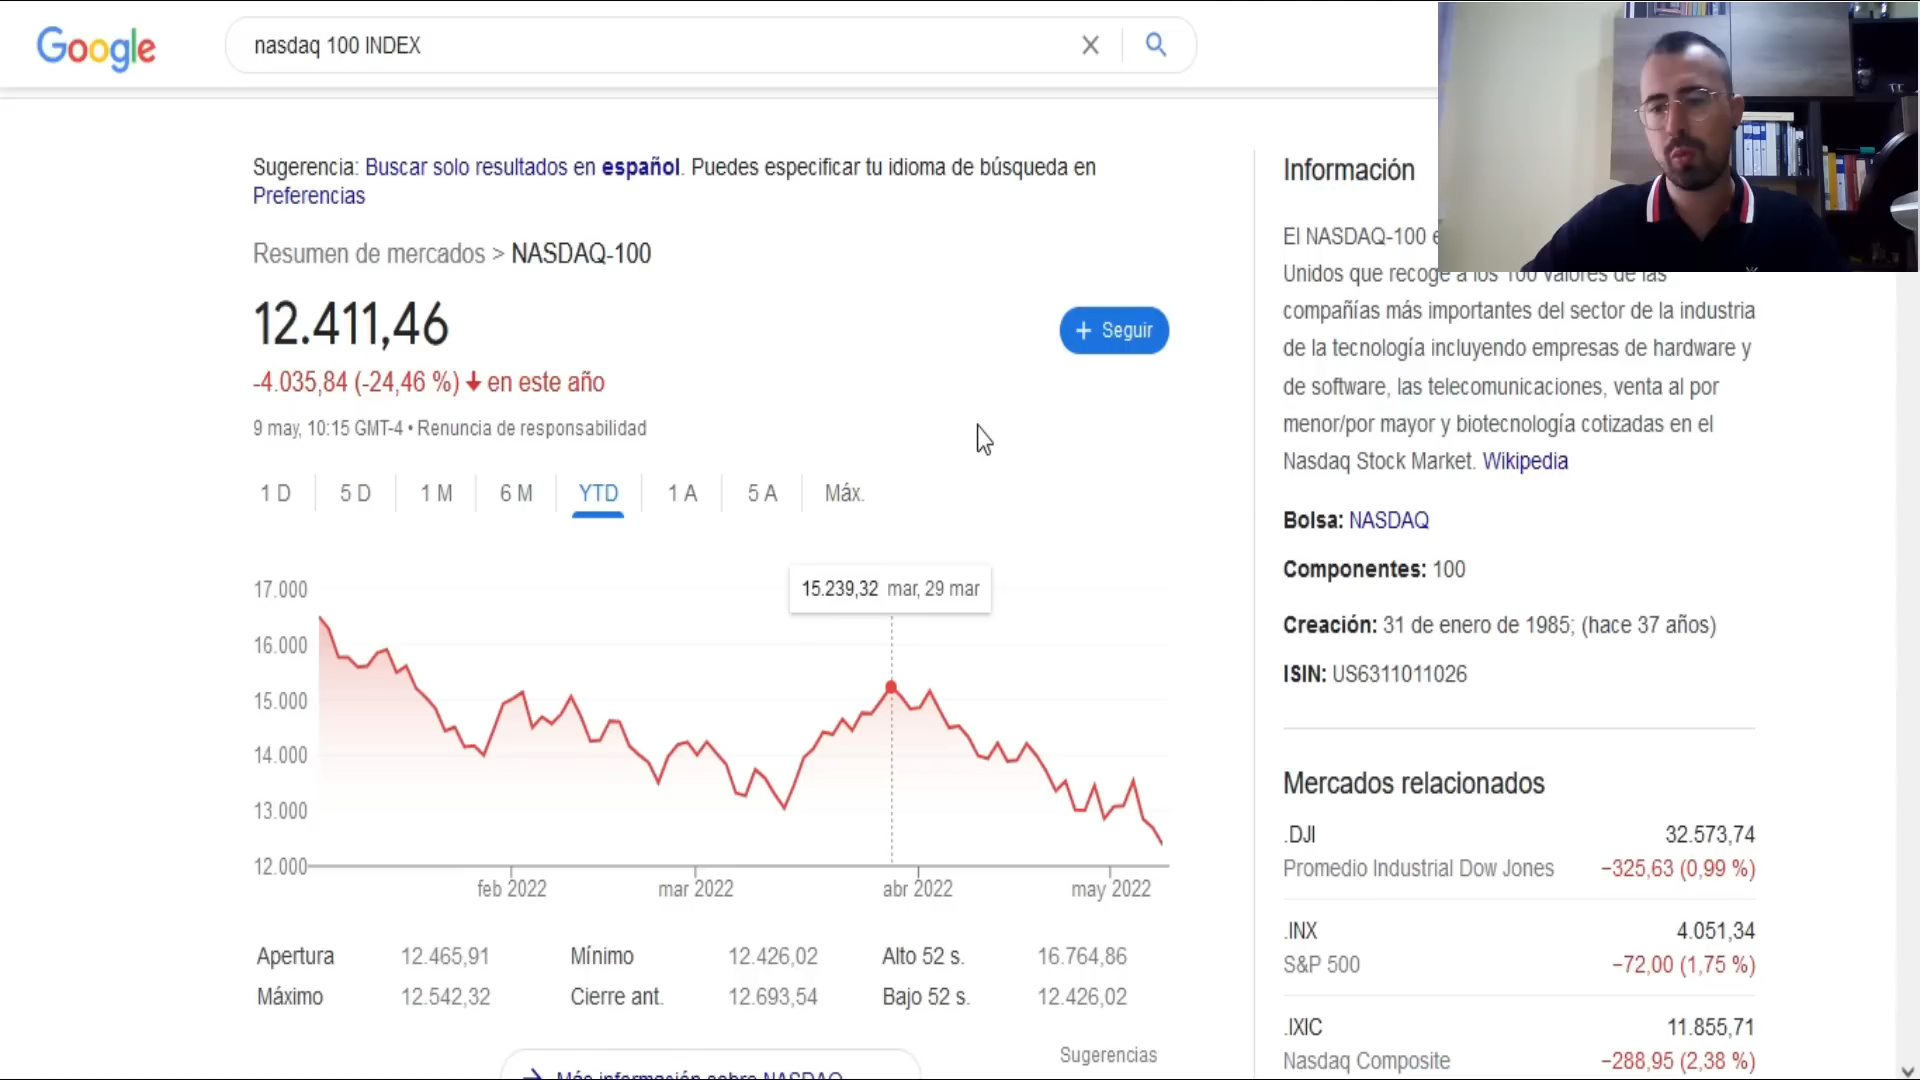 Google
nasdaq 100 INDEX
Sugerencia: Buscar solo resultados en español. Puedes especificar tu idioma de búsqueda en
Preferencias
Resumen de mercados > NASDAQ-100
12.411,46
+ Seguir
-4.035,84 (-24,46 %) ↓ en este año
9 may, 10:15 GMT-4 • Renuncia de responsabilidad
1 D 5 D 1 M 6 M YTD 1 A 5 A Máx.
15.239,32 mar, 29 mar
17.000
16.000
15.000
14.000
13.000
12.000
feb 2022 mar 2022 abr 2022 may 2022
Apertura 12.465,91 Mínimo 12.426,02 Alto 52 s. 16.764,86
Máximo 12.542,32 Cierre ant. 12.693,54 Bajo 52 s. 12.426,02
Sugerencias
Más información sobre NASDAQ
Información
El NASDAQ-100
Unidos que recoge a los 100 valores de las
compañías más importantes del sector de la industria
de la tecnología incluyendo empresas de hardware y
de software, las telecomunicaciones, venta al por
menor/por mayor y biotecnología cotizadas en el
Nasdaq Stock Market. Wikipedia
Bolsa: NASDAQ
Componentes: 100
Creación: 31 de enero de 1985; (hace 37 años)
ISIN: US6311011026
Mercados relacionados
.DJI 32.573,74
Promedio Industrial Dow Jones −325,63 (0,99 %)
.INX 4.051,34
S&P 500 −72,00 (1,75 %)
.IXIC 11.855,71
Nasdaq Composite −288,95 (2,38 %)